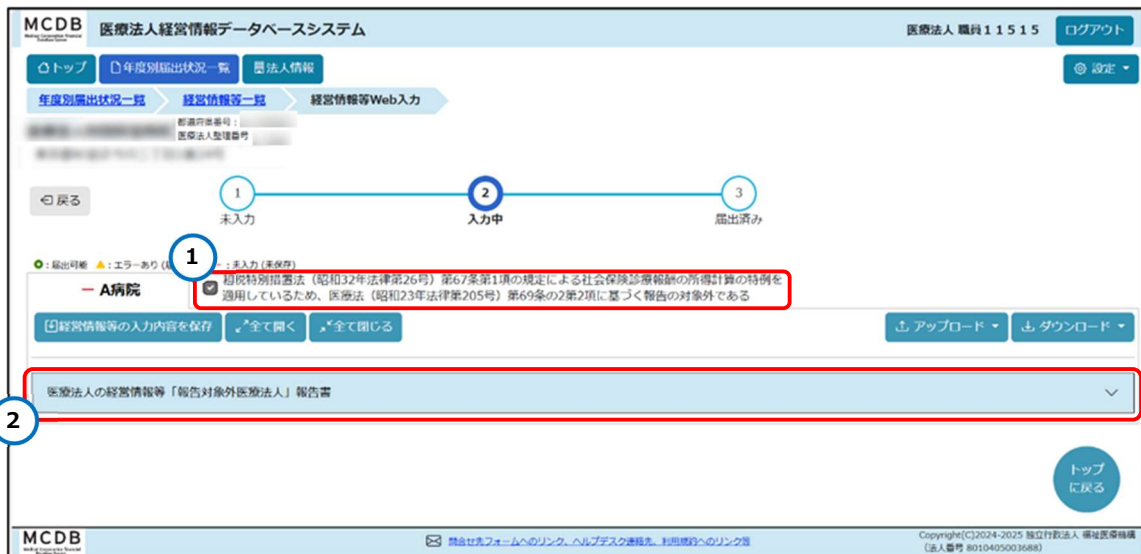 MCDB 医療法人経営情報データベースシステム 医療法人 職員11515 ログアウト
トップ 年度別届出状況一覧 法人情報 設定
年度別届出状況一覧 経営情報等一覧 経営情報等Web入力
都道府県番号:
医療法人整理番号
戻る
1 2 3
未入力 入力中 届出済み
1
:届出可能 :エラーあり :未入力 (未保存)
A病院
租税特別措置法(昭和32年法律第26号)第67条第1項の規定による社会保険診療報酬の所得計算の特例を
適用しているため、医療法(昭和23年法律第205号)第69条の2第2項に基づく報告の対象外である
経営情報等の入力内容を保存 全て開く 全て閉じる アップロード ダウンロード
医療法人の経営情報等「報告対象外医療法人」報告書
2
トップ
に戻る
MCDB 問合せ先フォームへのリンク、ヘルプデスク連絡先、利用規約へのリンク等 Copyright(C)2024-2025 独立行政法人 福祉医療機構
(法人番号 8010405003688)